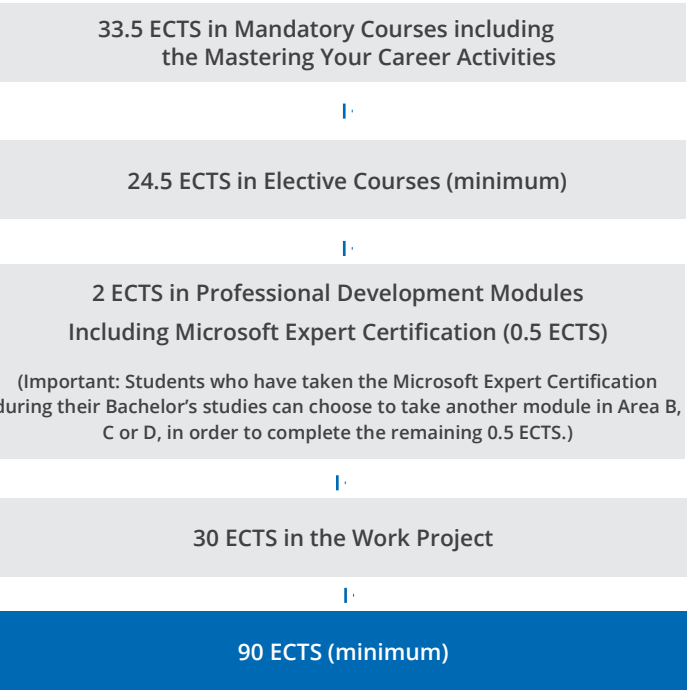 33.5 ECTS in Mandatory Courses including
the Mastering Your Career Activities
24.5 ECTS in Elective Courses (minimum)
2 ECTS in Professional Development Modules
Including Microsoft Expert Certification (0.5 ECTS)
(Important: Students who have taken the Microsoft Expert Certification
during their Bachelor’s studies can choose to take another module in Area B,
C or D, in order to complete the remaining 0.5 ECTS.)
30 ECTS in the Work Project
90 ECTS (minimum)